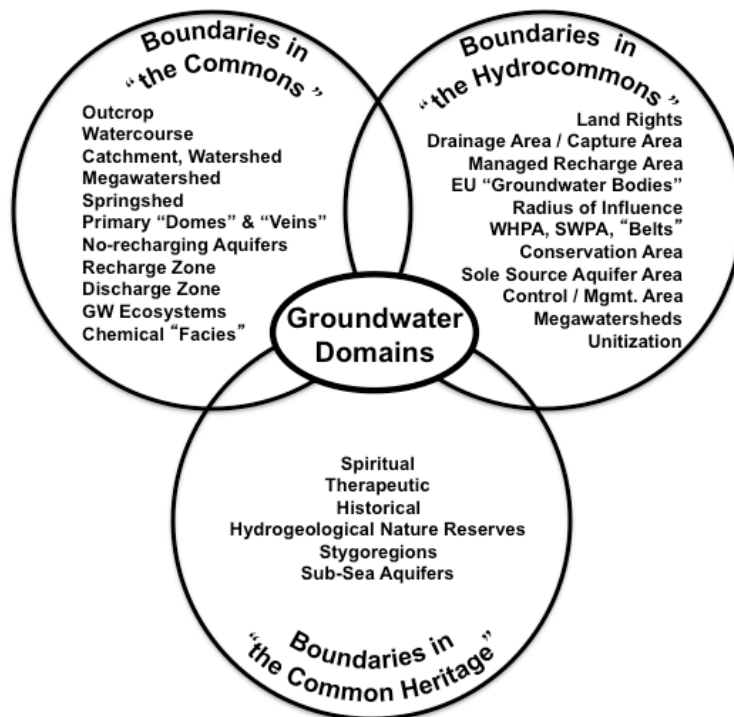 Boundaries in
“the Commons”
Outcrop
Watercourse
Catchment, Watershed
Megawatershed
Springshed
Primary “Domes” & “Veins”
No-recharging Aquifers
Recharge Zone
Discharge Zone
GW Ecosystems
Chemical “Facies”
Boundaries in
“the Hydrocommons”
Land Rights
Drainage Area / Capture Area
Managed Recharge Area
EU “Groundwater Bodies”
Radius of Influence
WHPA, SWPA, “Belts”
Conservation Area
Sole Source Aquifer Area
Control / Mgmt. Area
Megawatersheds
Unitization
Groundwater
Domains
Spiritual
Therapeutic
Historical
Hydrogeological Nature Reserves
Stygoregions
Sub-Sea Aquifers
Boundaries in
“the Common Heritage”